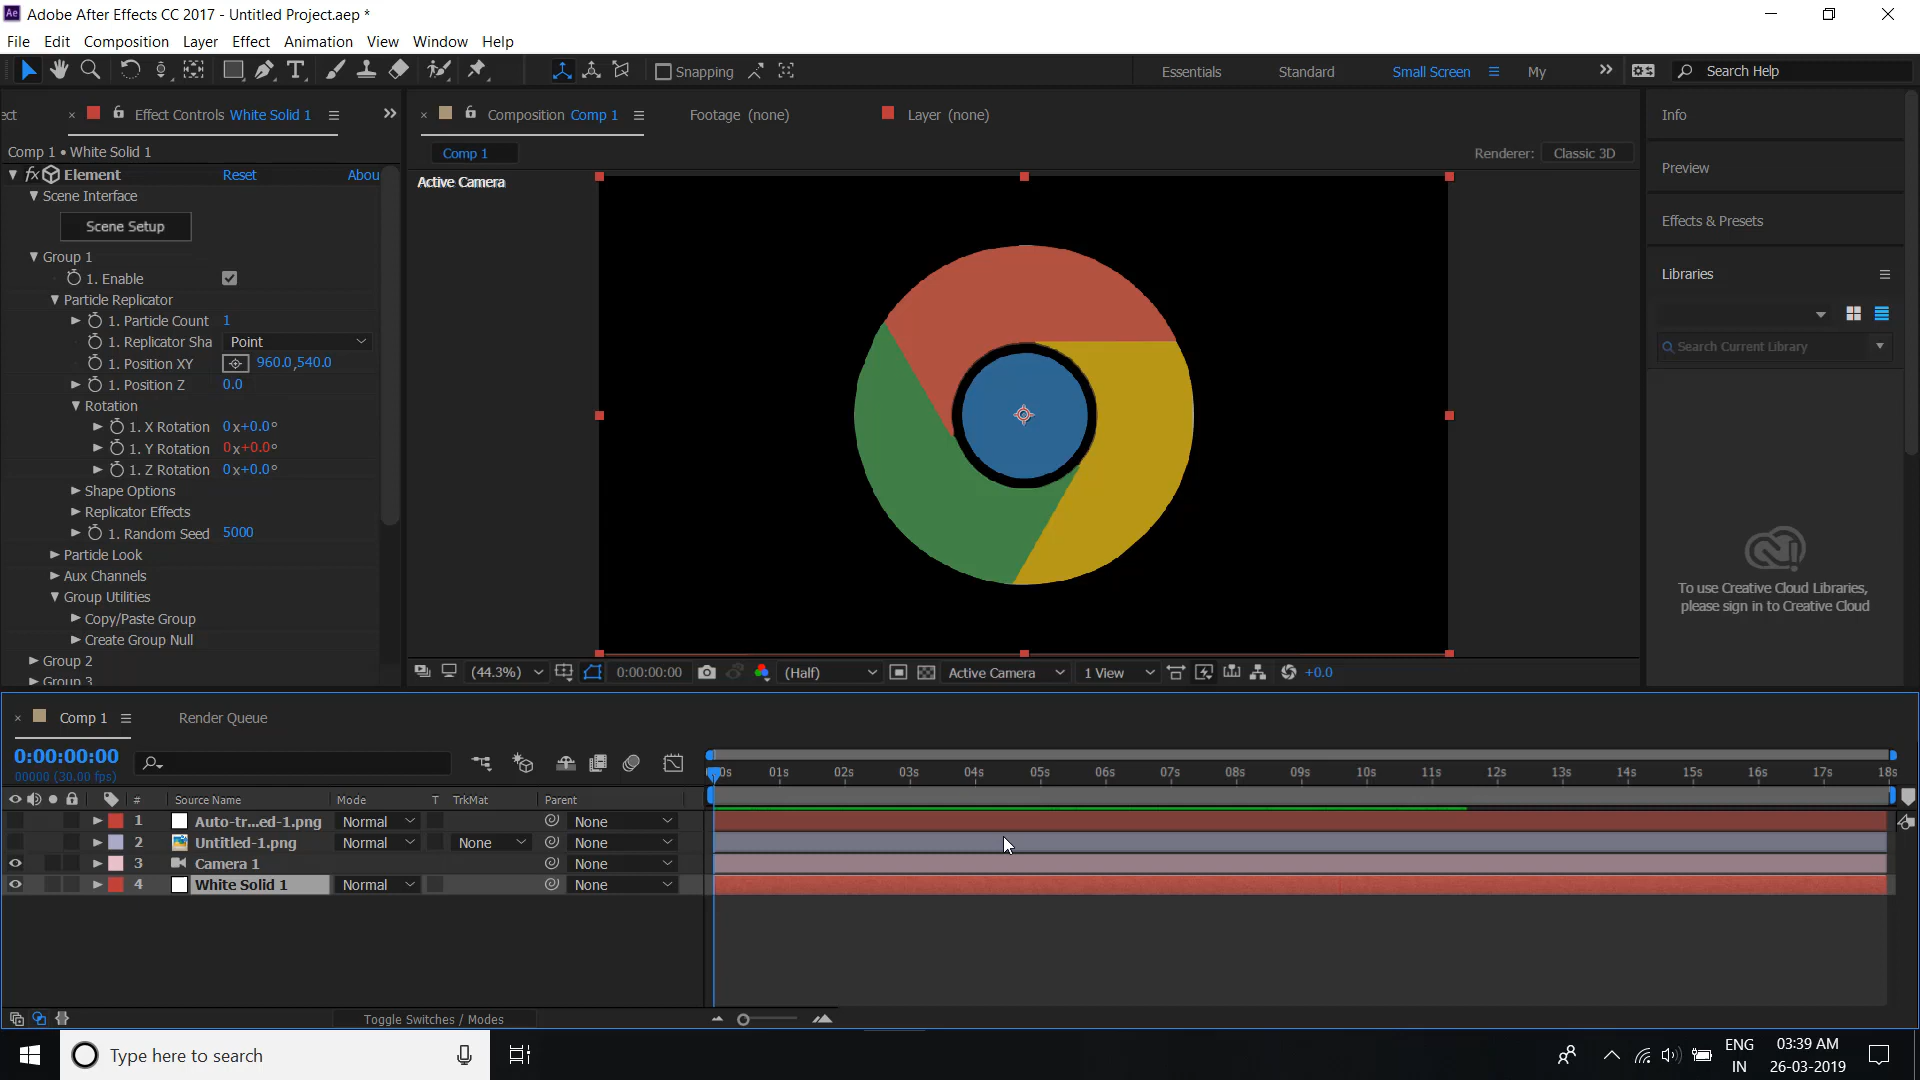 Ae Adobe After Effects CC 2017 - Untitled Project.aep *
File Edit Composition Layer Effect Animation View Window Help
Snapping Essentials Standard Small Screen My Search Help
ect × Effect Controls White Solid 1 × Composition Comp 1 Footage (none) Layer (none) Info
Comp 1 • White Solid 1 Comp 1 Renderer: Classic 3D
fx Element Reset Abou Active Camera Preview
Scene Interface
Scene Setup Effects & Presets
Group 1
1. Enable Libraries
Particle Replicator
1. Particle Count 1
1. Replicator Sha Point Search Current Library
1. Position XY 960.0,540.0
1. Position Z 0.0
Rotation
1. X Rotation 0x+0.0°
1. Y Rotation 0x+0.0°
1. Z Rotation 0x+0.0°
Shape Options
Replicator Effects
1. Random Seed 5000
Particle Look
Aux Channels
Group Utilities
Copy/Paste Group
Create Group Null
Group 2
Group 3
To use Creative Cloud Libraries,
please sign in to Creative Cloud
(44.3%) 0:00:00:00 (Half) Active Camera 1 View +0.0
× Comp 1 Render Queue
0:00:00:00
00000 (30.00 fps)
0s 01s 02s 03s 04s 05s 06s 07s 08s 09s 10s 11s 12s 13s 14s 15s 16s 17s 18s
# Source Name Mode T TrkMat Parent
1 Auto-tr...ed-1.png Normal None
2 Untitled-1.png Normal None None
3 Camera 1 None
4 White Solid 1 Normal None
Toggle Switches / Modes
Type here to search
ENG
IN
03:39 AM
26-03-2019